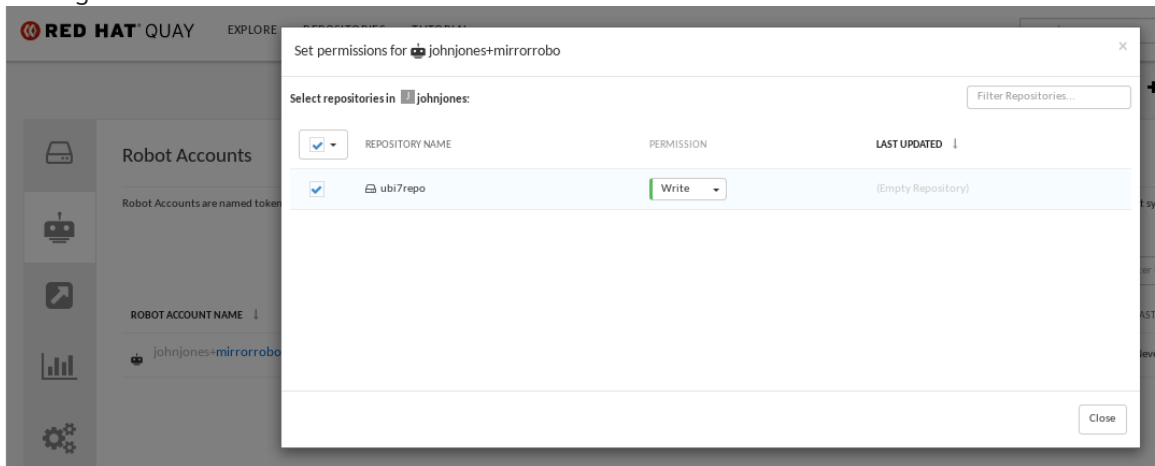 RED HAT QUAY EXPLORE
Set permissions for johnjones+mirrorrobo ×
Select repositories in J johnjones: Filter Repositories...
REPOSITORY NAME PERMISSION LAST UPDATED ↓
ubi7repo Write (Empty Repository)
Robot Accounts
Robot Accounts are named token
ROBOT ACCOUNT NAME ↓
johnjones+mirrorrobo
Close